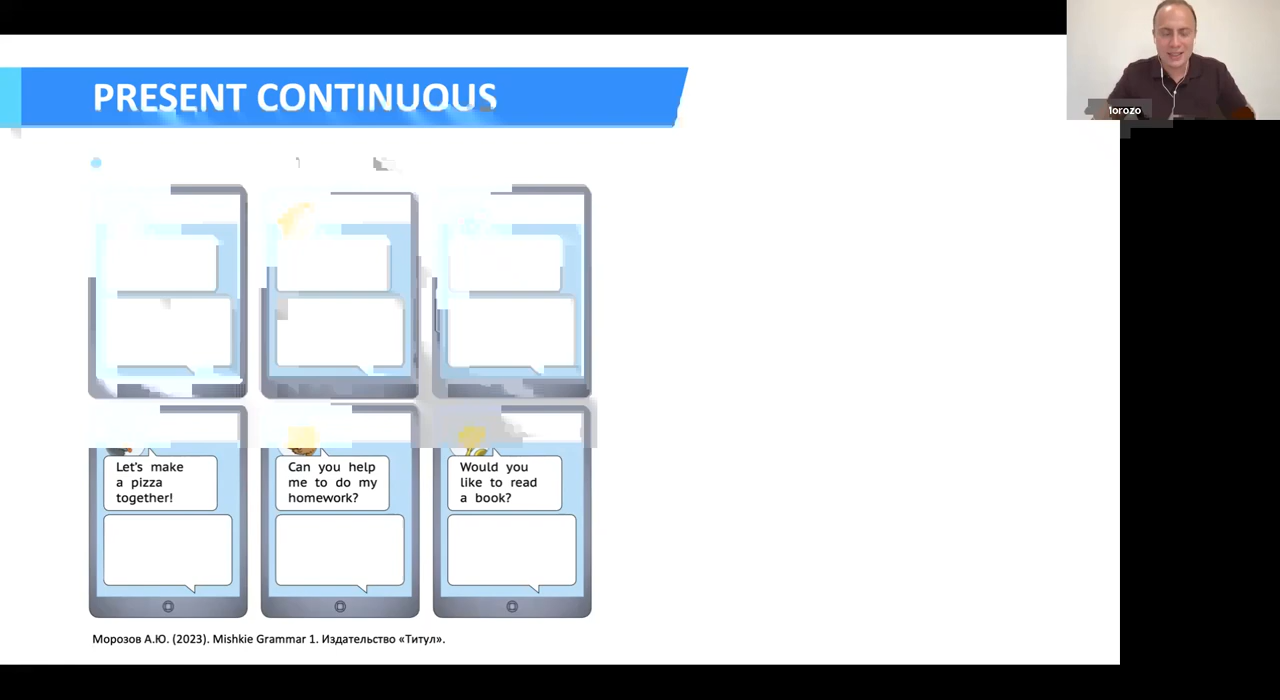 lorozo
PRESENT CONTINUOUS
Let's make
a pizza
together!
Can you help
me to do my
homework?
Would you
like to read
a book?
Морозов А.Ю. (2023). Mishkie Grammar 1. Издательство «Титул».